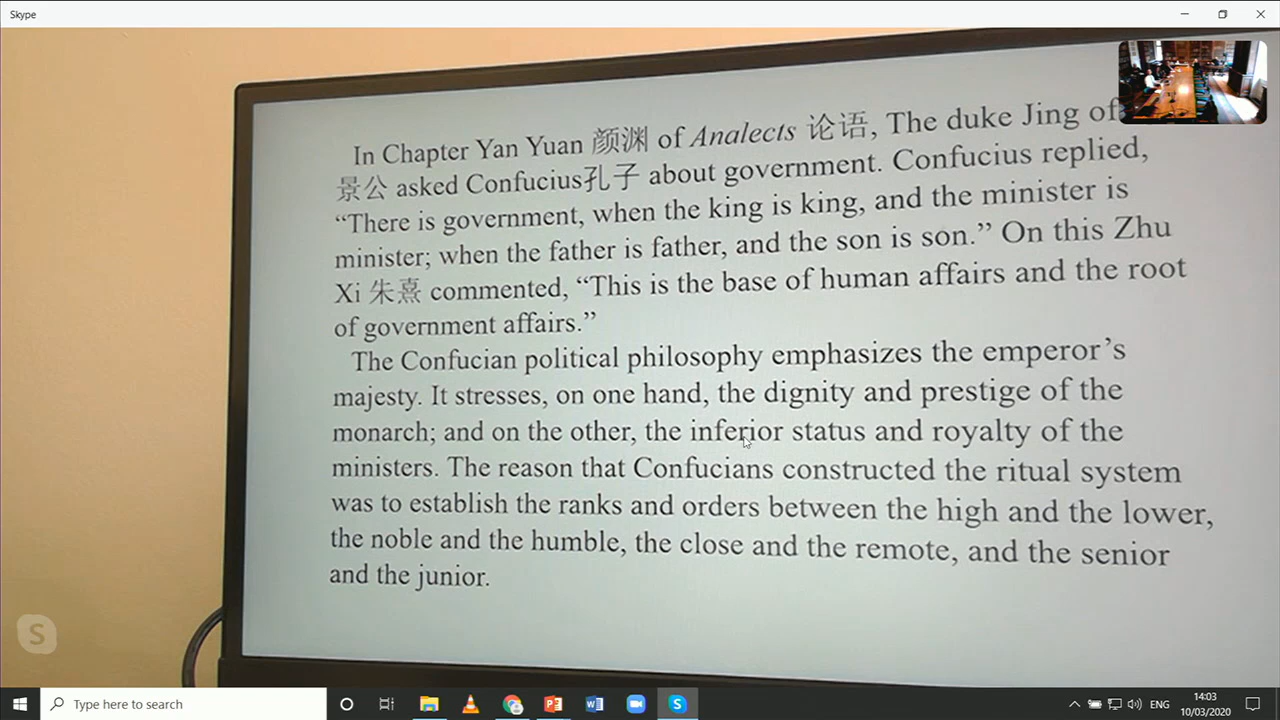 Skype
In Chapter Yan Yuan 颜渊 of Analects 论语, The duke Jing of
景公 asked Confucius孔子 about government. Confucius replied,
“There is government, when the king is king, and the minister is
minister; when the father is father, and the son is son.” On this Zhu
Xi 朱熹 commented, “This is the base of human affairs and the root
of government affairs.”
The Confucian political philosophy emphasizes the emperor’s
majesty. It stresses, on one hand, the dignity and prestige of the
monarch; and on the other, the inferior status and royalty of the
ministers. The reason that Confucians constructed the ritual system
was to establish the ranks and orders between the high and the lower,
the noble and the humble, the close and the remote, and the senior
and the junior.
S
Type here to search
ENG
14:03
10/03/2020